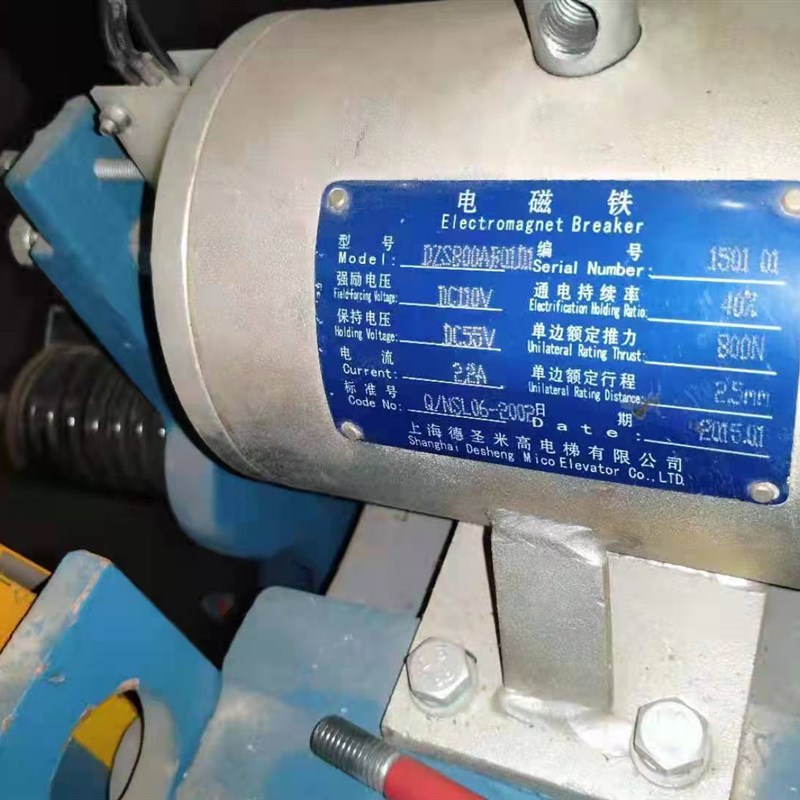 电磁铁
Electromagnet Breaker
型号 DZS800AF01D1 编号 1501 01
Model: Serial Number:
强励电压 DC110V 通电持续率 40%
Field-Forcing Voltage: Electrification Holding Ratio:
保持电压 DC55V 单边额定推力 800N
Holding Voltage: Unilateral Rating Thrust:
电流 2.2A 单边额定行程 2.5mm
Current: Unilateral Rating Distance:
标准号 Q/NSL06-2002 日期 2015.01
Code No: Date:
上海德圣米高电梯有限公司
Shanghai Desheng Mico Elevator Co.,LTD.